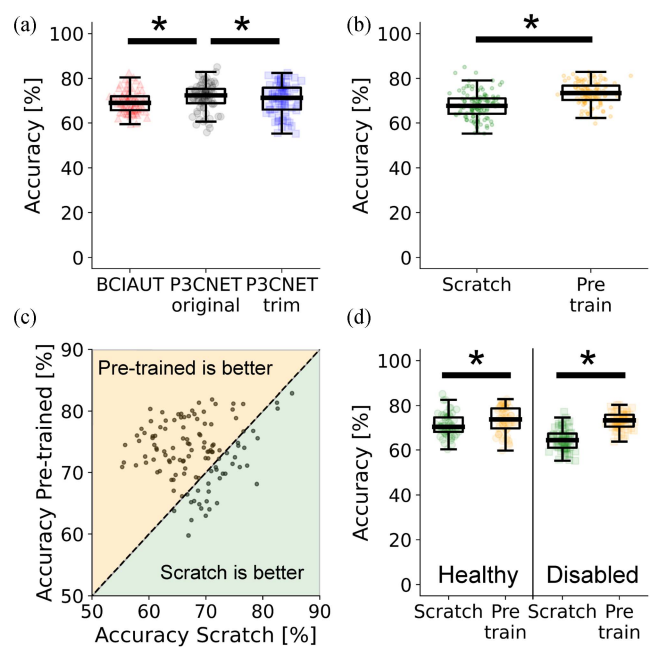 (a)
*
*
Accuracy [%]
100
80
60
40
20
0
BCIAUT P3CNET P3CNET
original trim
(b)
*
Accuracy [%]
100
80
60
40
20
0
Scratch Pre
train
(c)
Accuracy Pre-trained [%]
90
80
70
60
50
Pre-trained is better
Scratch is better
50 60 70 80 90
Accuracy Scratch [%]
(d)
*
*
Accuracy [%]
100
80
60
40
20
0
Healthy Disabled
Scratch Pre Scratch Pre
train train